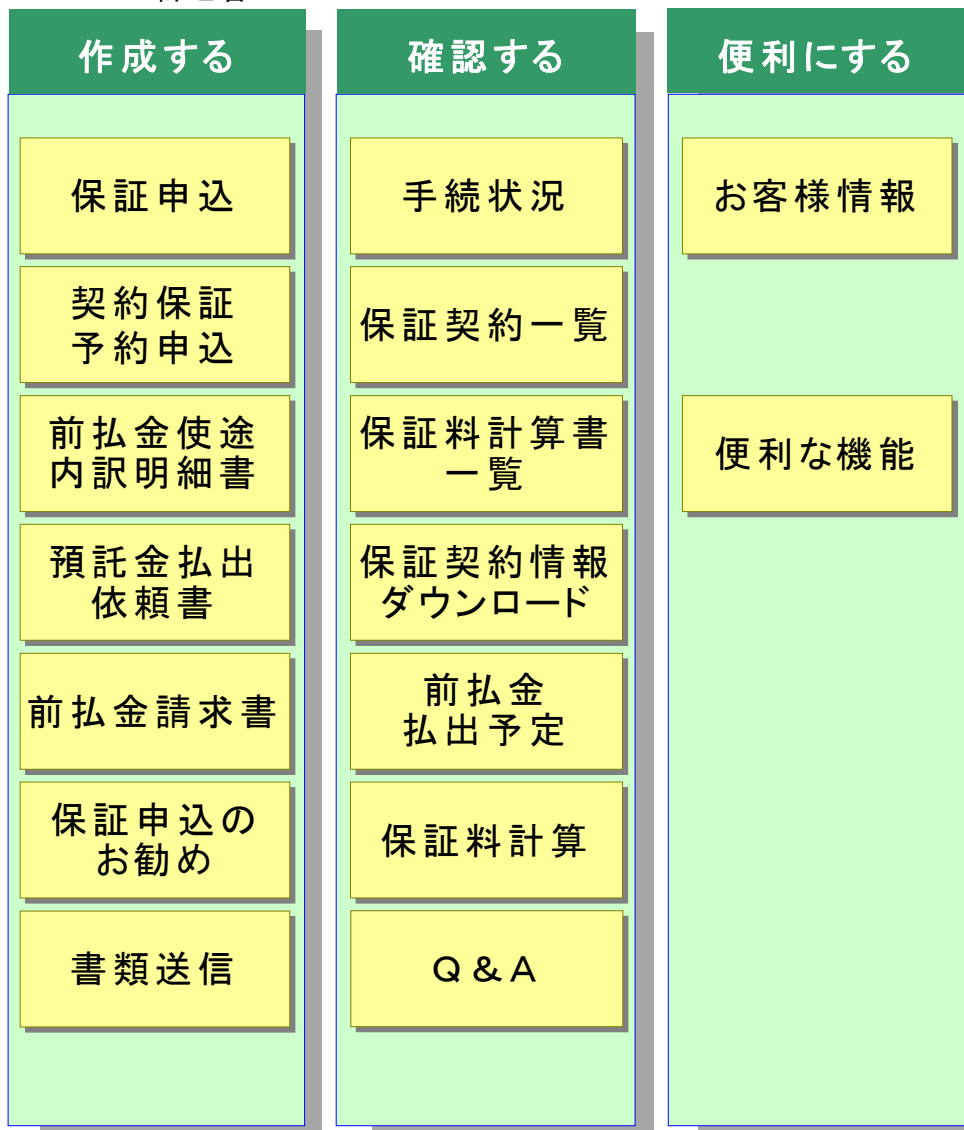 作成する
保証申込
契約保証
予約申込
前払金使途
内訳明細書
預託金払出
依頼書
前払金請求書
保証申込の
お勧め
書類送信
確認する
手続状況
保証契約一覧
保証料計算書
一覧
保証契約情報
ダウンロード
前払金
払出予定
保証料計算
Q&A
便利にする
お客様情報
便利な機能